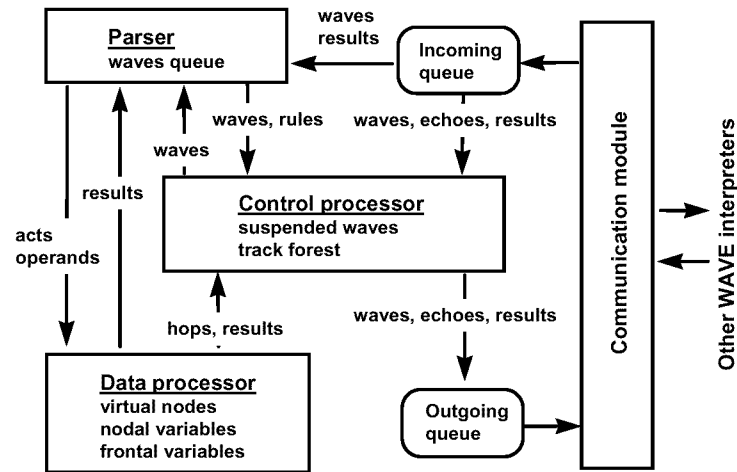 Parser
waves queue
waves
results
Incoming
queue
waves, rules
waves, echoes, results
waves
results
acts
operands
Control processor
suspended waves
track forest
hops, results
waves, echoes, results
Data processor
virtual nodes
nodal variables
frontal variables
Outgoing
queue
Communication module
Other WAVE interpreters